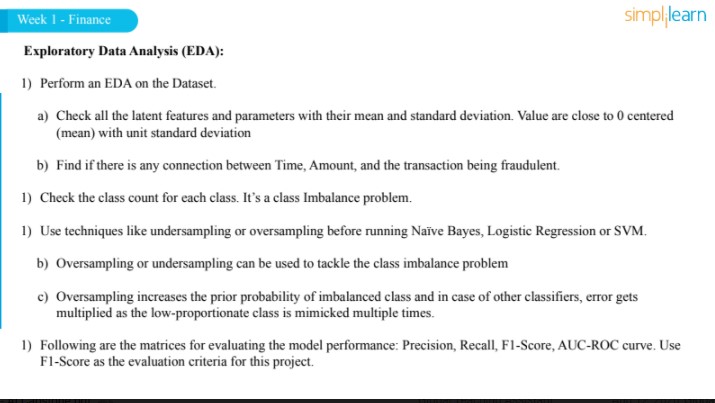 Week 1 - Finance
simplilearn
Exploratory Data Analysis (EDA):
1) Perform an EDA on the Dataset.
a) Check all the latent features and parameters with their mean and standard deviation. Value are close to 0 centered
(mean) with unit standard deviation
b) Find if there is any connection between Time, Amount, and the transaction being fraudulent.
1) Check the class count for each class. It's a class Imbalance problem.
1) Use techniques like undersampling or oversampling before running Naïve Bayes, Logistic Regression or SVM.
b) Oversampling or undersampling can be used to tackle the class imbalance problem
c) Oversampling increases the prior probability of imbalanced class and in case of other classifiers, error gets
multiplied as the low-proportionate class is mimicked multiple times.
1) Following are the matrices for evaluating the model performance: Precision, Recall, F1-Score, AUC-ROC curve. Use
F1-Score as the evaluation criteria for this project.